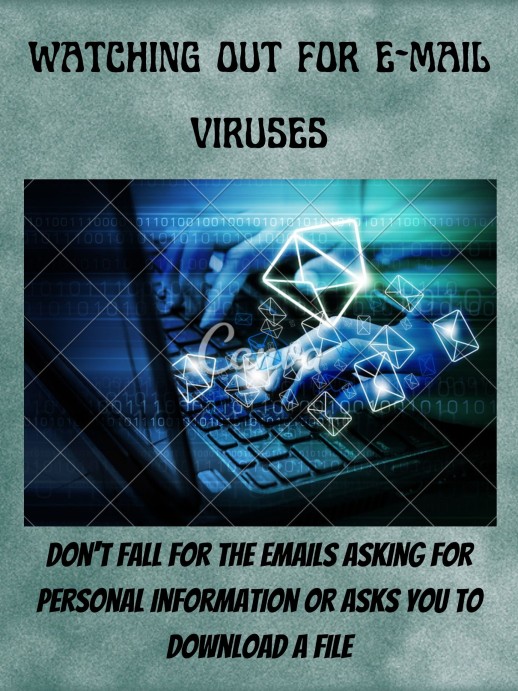 WATCHING OUT FOR E-MAIL
VIRUSES
Canva
DON'T FALL FOR THE EMAILS ASKING FOR
PERSONAL INFORMATION OR ASKS YOU TO
DOWNLOAD A FILE